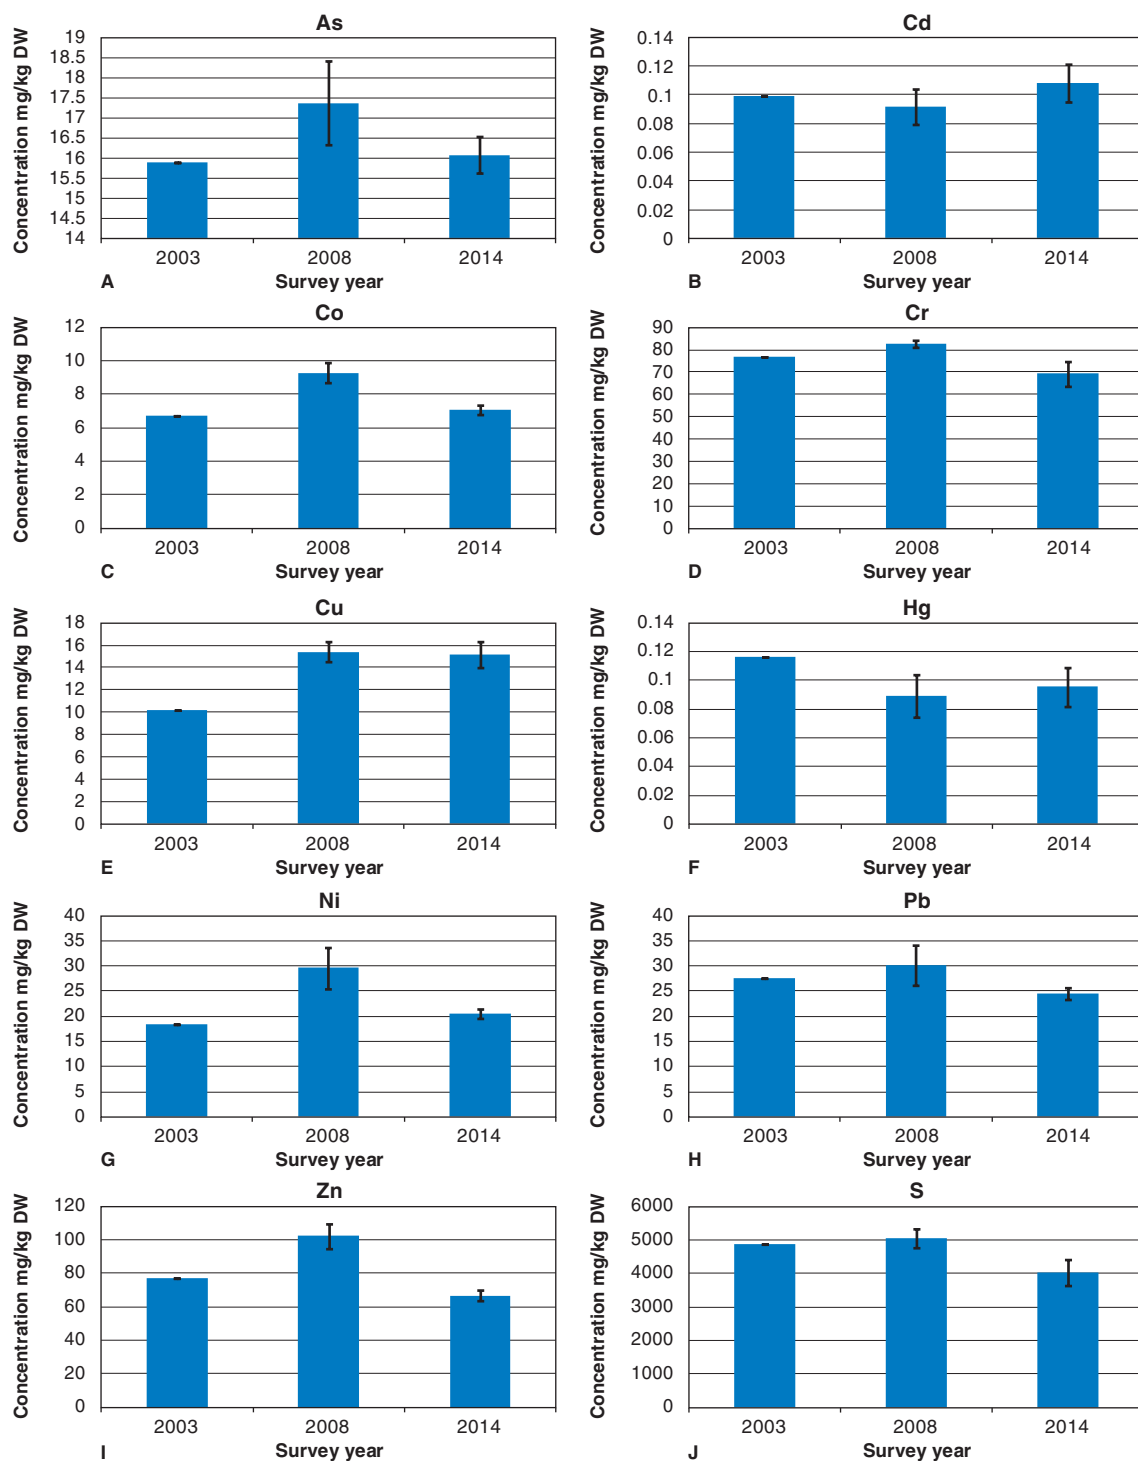 As
Concentration mg/kg DW
19
18.5
18
17.5
17
16.5
16
15.5
15
14.5
14
2003 2008 2014
A Survey year
Cd
Concentration mg/kg DW
0.14
0.12
0.1
0.08
0.06
0.04
0.02
0
2003 2008 2014
B Survey year
Co
Concentration mg/kg DW
12
10
8
6
4
2
0
2003 2008 2014
C Survey year
Cr
Concentration mg/kg DW
90
80
70
60
50
40
30
20
10
0
2003 2008 2014
D Survey year
Cu
Concentration mg/kg DW
18
16
14
12
10
8
6
4
2
0
2003 2008 2014
E Survey year
Hg
Concentration mg/kg DW
0.14
0.12
0.1
0.08
0.06
0.04
0.02
0
2003 2008 2014
F Survey year
Ni
Concentration mg/kg DW
40
35
30
25
20
15
10
5
0
2003 2008 2014
G Survey year
Pb
Concentration mg/kg DW
40
35
30
25
20
15
10
5
0
2003 2008 2014
H Survey year
Zn
Concentration mg/kg DW
120
100
80
60
40
20
0
2003 2008 2014
I Survey year
S
Concentration mg/kg DW
6000
5000
4000
3000
2000
1000
0
2003 2008 2014
J Survey year